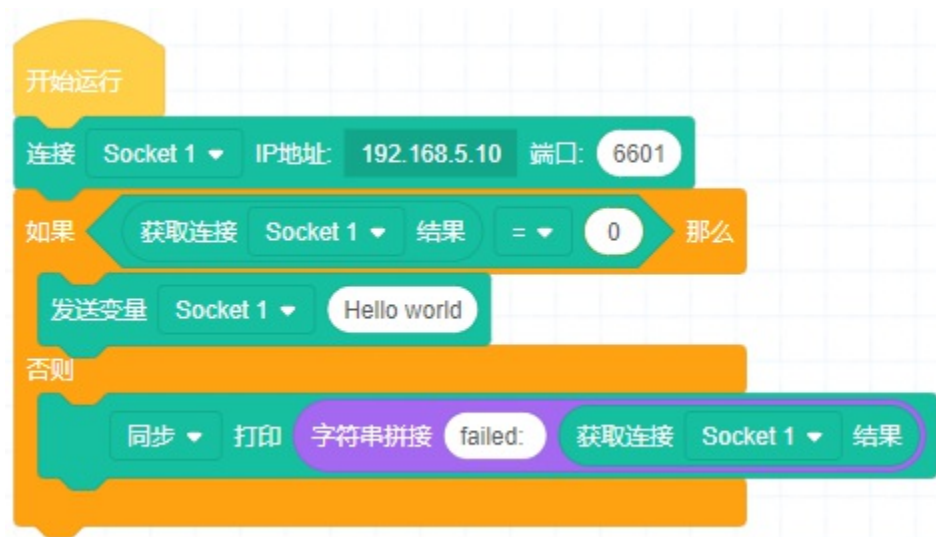 开始运行
连接 Socket 1 IP地址: 192.168.5.10 端口: 6601
如果 获取连接 Socket 1 结果 = 0 那么
发送变量 Socket 1 Hello world
否则
同步 打印 字符串拼接 failed: 获取连接 Socket 1 结果